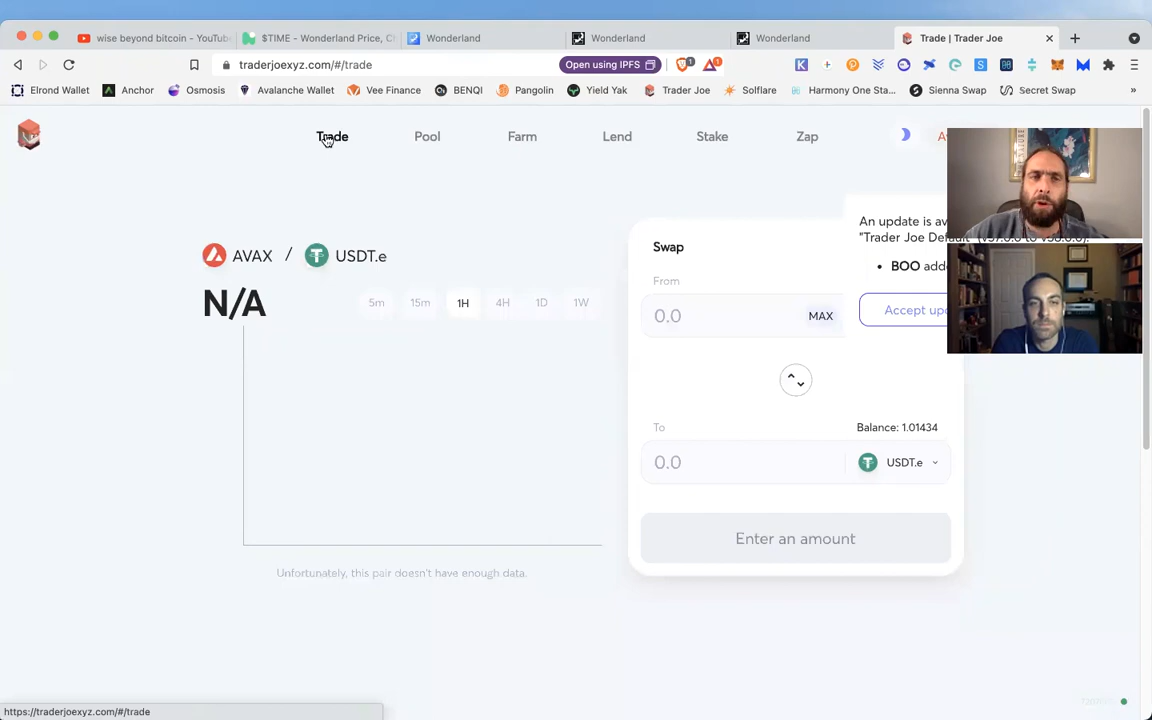 wise beyond bitcoin - YouTub
$TIME - Wonderland Price, C
Wonderland
Wonderland
Wonderland
Trade | Trader Joe
traderjoexyz.com/#/trade
Open using IPFS
1
1
Elrond Wallet
Anchor
Osmosis
Avalanche Wallet
Vee Finance
BENQI
Pangolin
Yield Yak
Trader Joe
Solflare
Harmony One Sta...
Sienna Swap
Secret Swap
»
Trade
Pool
Farm
Lend
Stake
Zap
AVAX / USDT.e
N/A
5m 15m 1H 4H 1D 1W
Unfortunately, this pair doesn't have enough data.
Swap
From
0.0
MAX
An update is av
"Trader Joe Def
• BOO add
Accept up
To
Balance: 1.01434
0.0
USDT.e
Enter an amount
https://traderjoexyz.com/#/trade